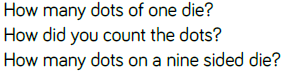 How many dots of one die?
How did you count the dots?
How many dots on a nine sided die?